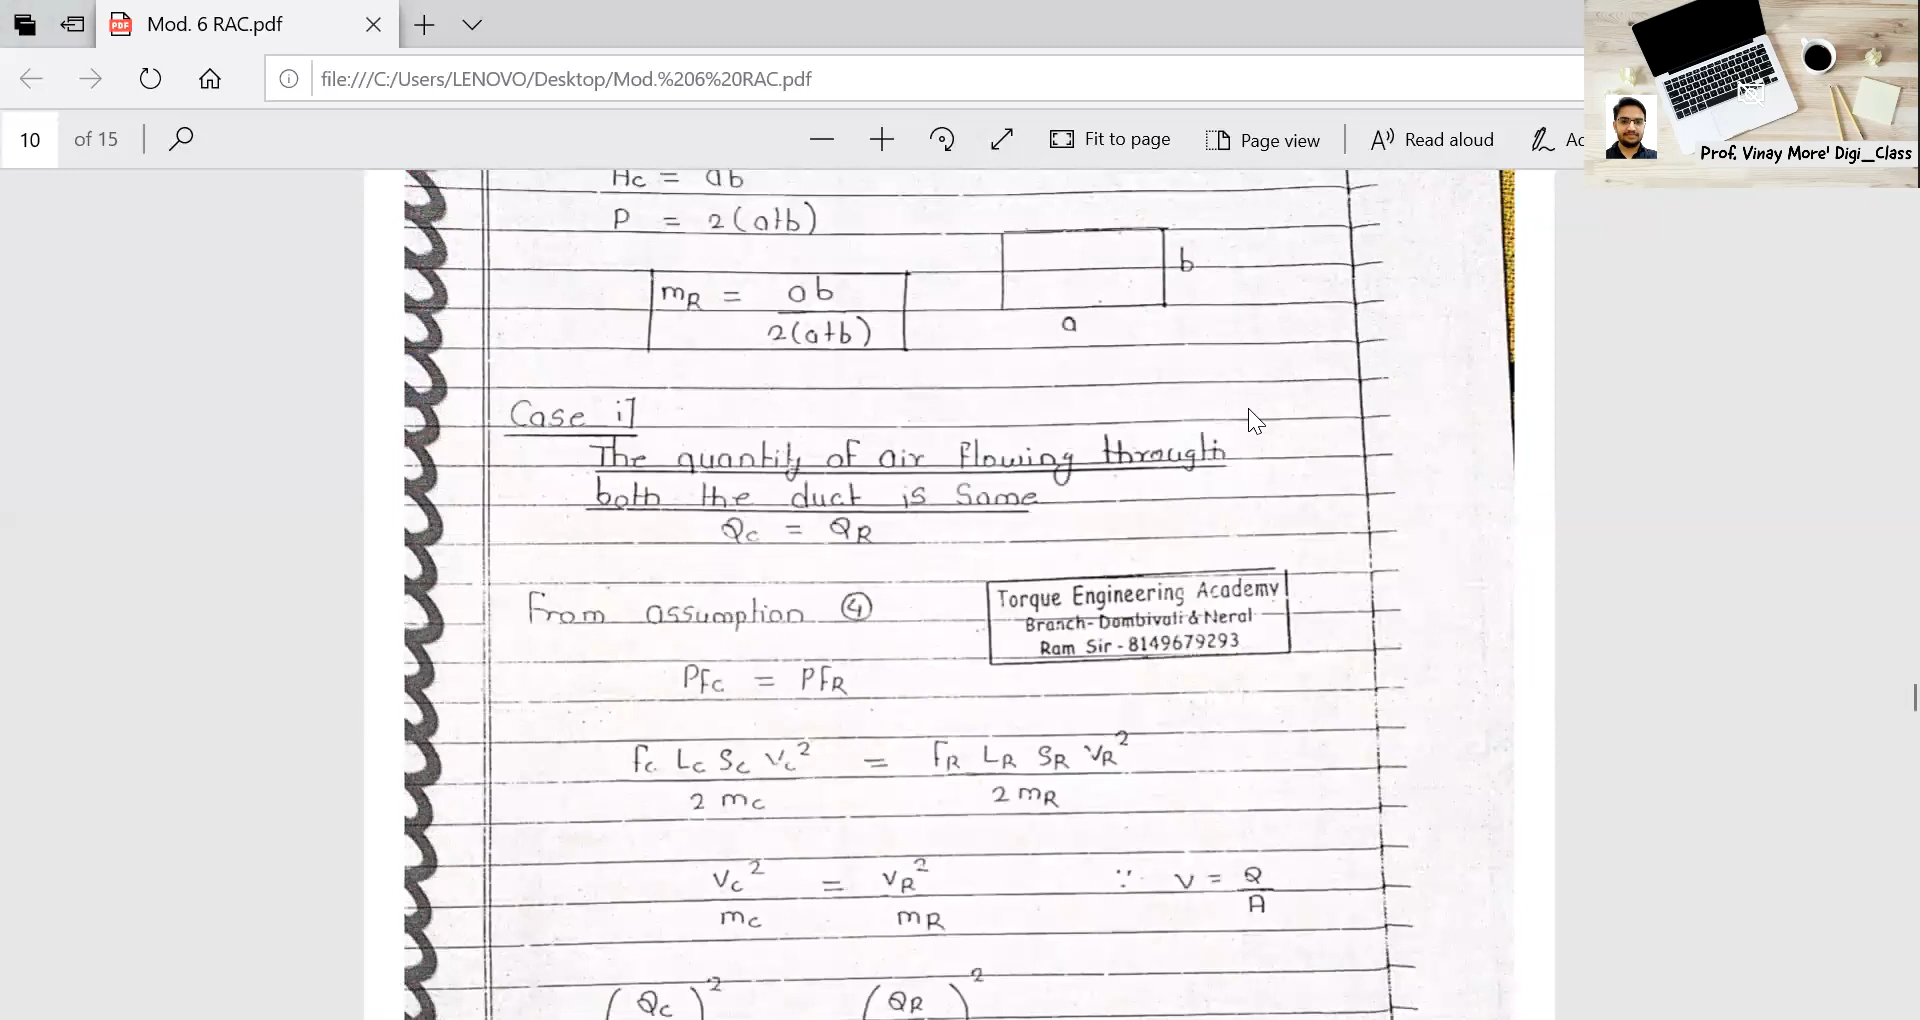 Mod. 6 RAC.pdf
file:///C:/Users/LENOVO/Desktop/Mod.%206%20RAC.pdf
10 of 15
Fit to page
Page view
Read aloud
Prof. Vinay More' Digi_Class
Ac = ab
P = 2(a+b)
mR = ab
2(a+b)
b
a
Case i]
The quantity of air flowing through
both the duct is same
Qc = QR
From assumption ④
Torque Engineering Academy
Branch-Dombivali & Neral
Ram Sir - 8149679293
PFc = PFR
fc Lc Sc Vc² = FR LR SR VR²
2 mc 2 mR
Vc² = VR² ∵ V = Q
mc mR A
(Qc)² (QR)²